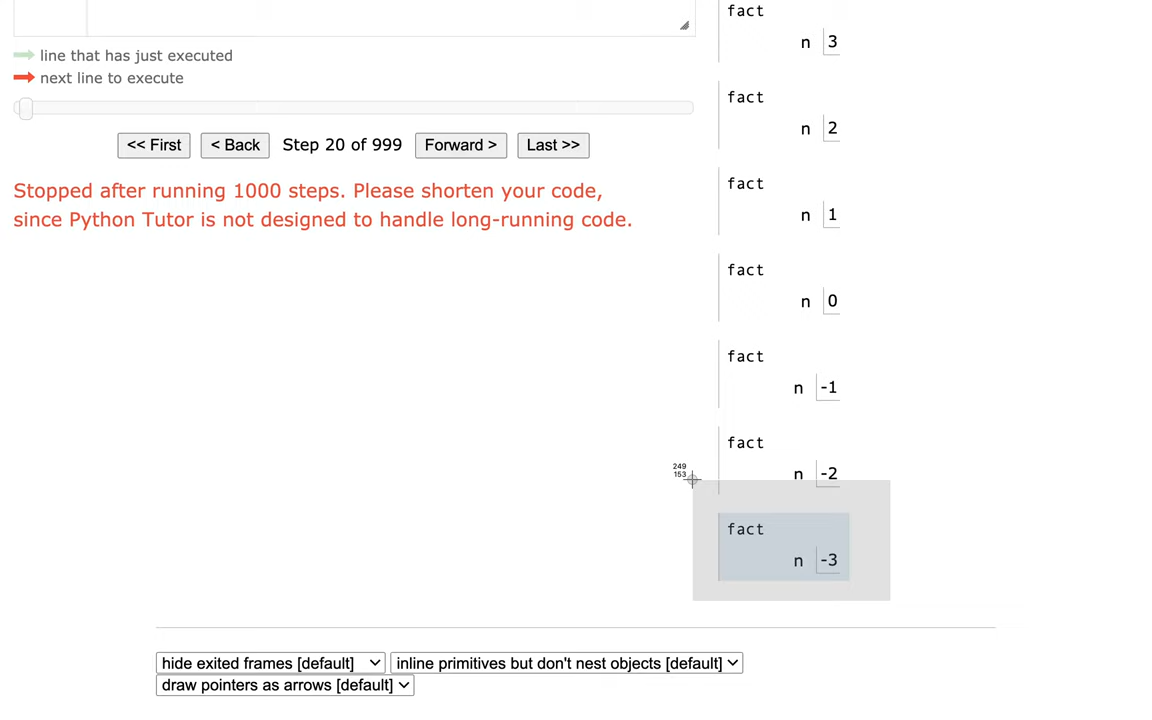 line that has just executed
next line to execute
<< First
< Back
Step 20 of 999
Forward >
Last >>
Stopped after running 1000 steps. Please shorten your code,
since Python Tutor is not designed to handle long-running code.
fact
n 3
fact
n 2
fact
n 1
fact
n 0
fact
n -1
fact
n -2
249
153
fact
n -3
hide exited frames [default]
inline primitives but don't nest objects [default]
draw pointers as arrows [default]